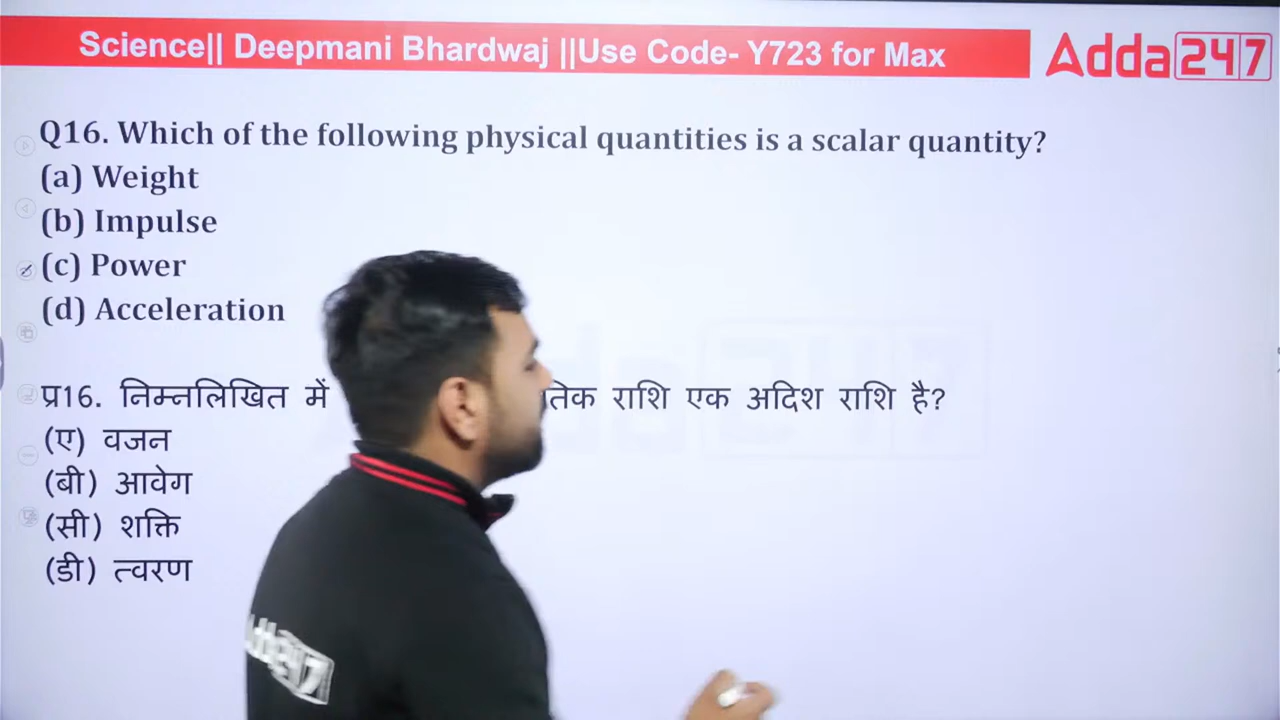 Science|| Deepmani Bhardwaj ||Use Code- Y723 for Max
Adda247
Q16. Which of the following physical quantities is a scalar quantity?
(a) Weight
(b) Impulse
(c) Power
(d) Acceleration
प्र16. निम्नलिखित में तिक राशि एक अदिश राशि है?
(ए) वजन
(बी) आवेग
(सी) शक्ति
(डी) त्वरण